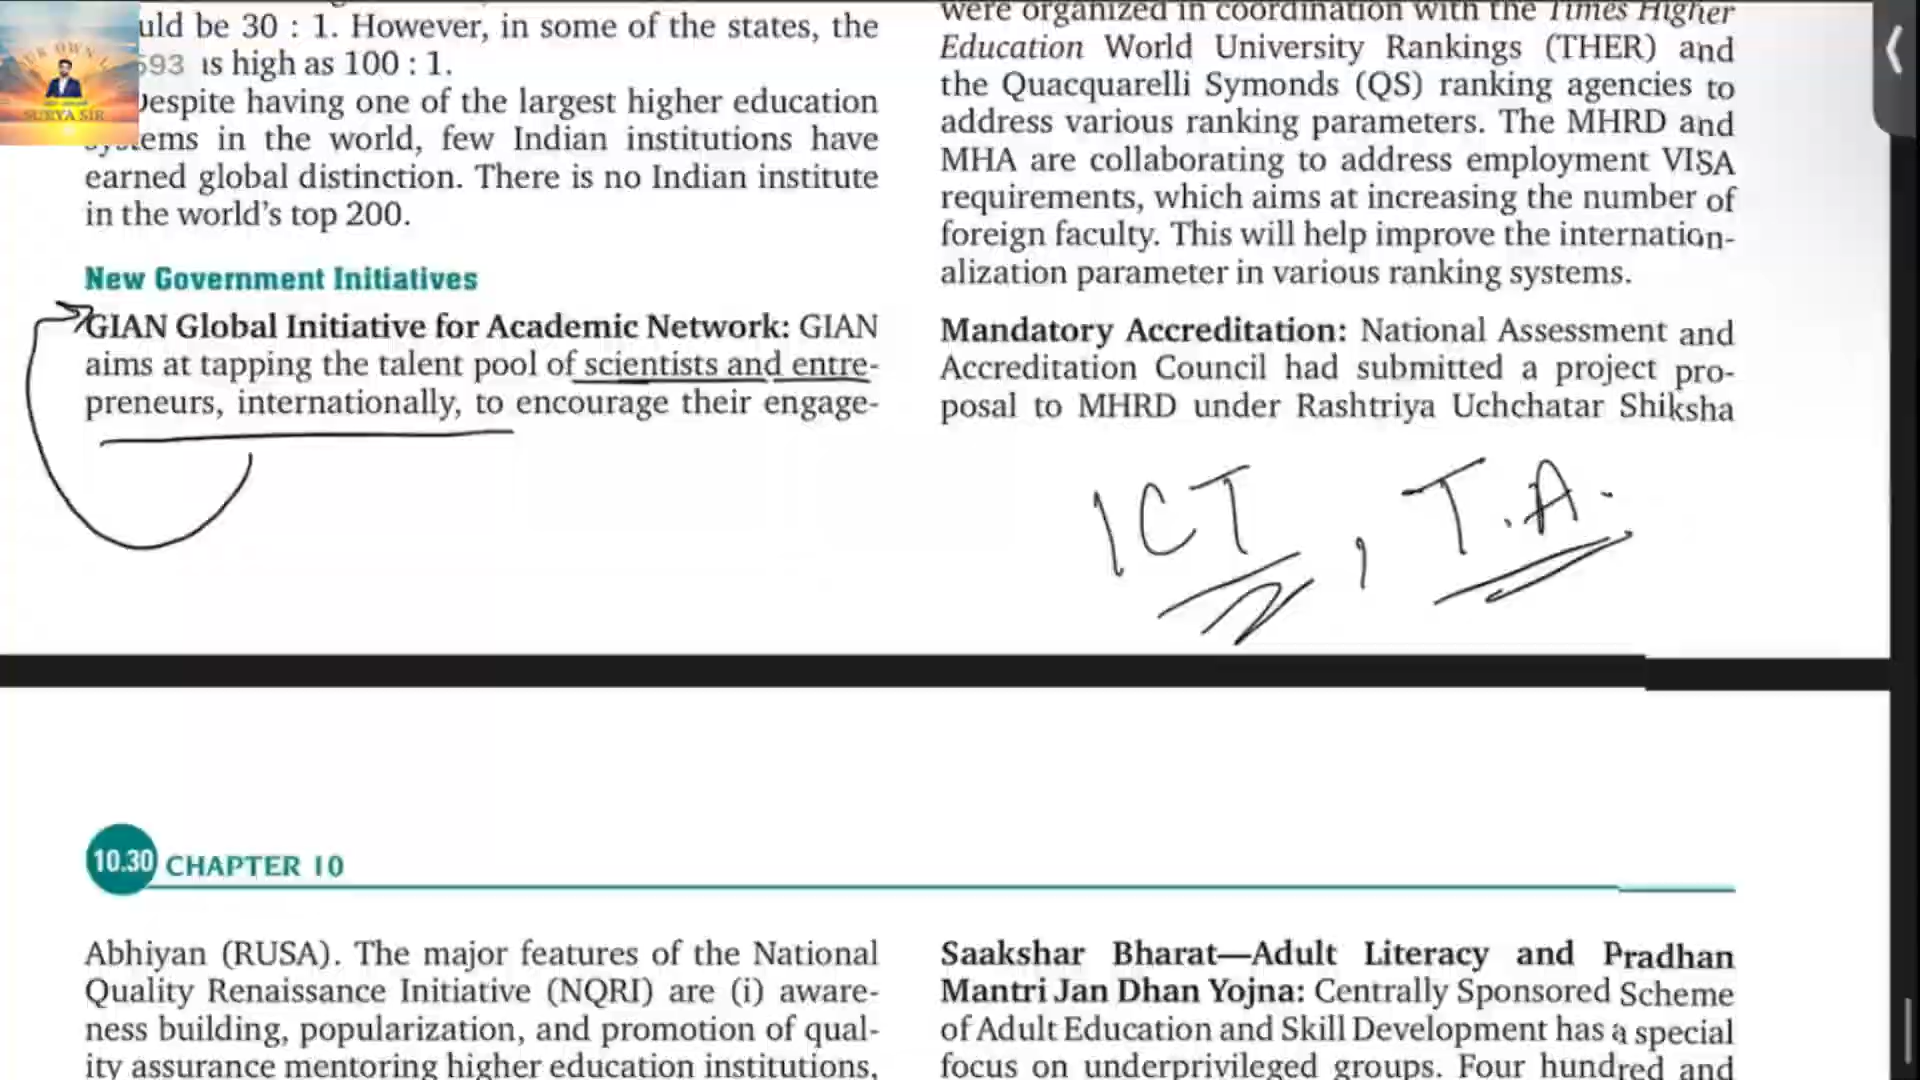 uld be 30 : 1. However, in some of the states, the
593 is high as 100 : 1.
Despite having one of the largest higher education
systems in the world, few Indian institutions have
earned global distinction. There is no Indian institute
in the world's top 200.
New Government Initiatives
GIAN Global Initiative for Academic Network: GIAN
aims at tapping the talent pool of scientists and entre-
preneurs, internationally, to encourage their engage-
were organized in coordination with the Times Higher
Education World University Rankings (THER) and
the Quacquarelli Symonds (QS) ranking agencies to
address various ranking parameters. The MHRD and
MHA are collaborating to address employment VISA
requirements, which aims at increasing the number of
foreign faculty. This will help improve the internation-
alization parameter in various ranking systems.
Mandatory Accreditation: National Assessment and
Accreditation Council had submitted a project pro-
posal to MHRD under Rashtriya Uchchatar Shiksha
ICT, T.A.
10.30 CHAPTER 10
Abhiyan (RUSA). The major features of the National
Quality Renaissance Initiative (NQRI) are (i) aware-
ness building, popularization, and promotion of qual-
ity assurance mentoring higher education institutions,
Saakshar Bharat—Adult Literacy and Pradhan
Mantri Jan Dhan Yojna: Centrally Sponsored Scheme
of Adult Education and Skill Development has a special
focus on underprivileged groups. Four hundred and
SURYA SIR